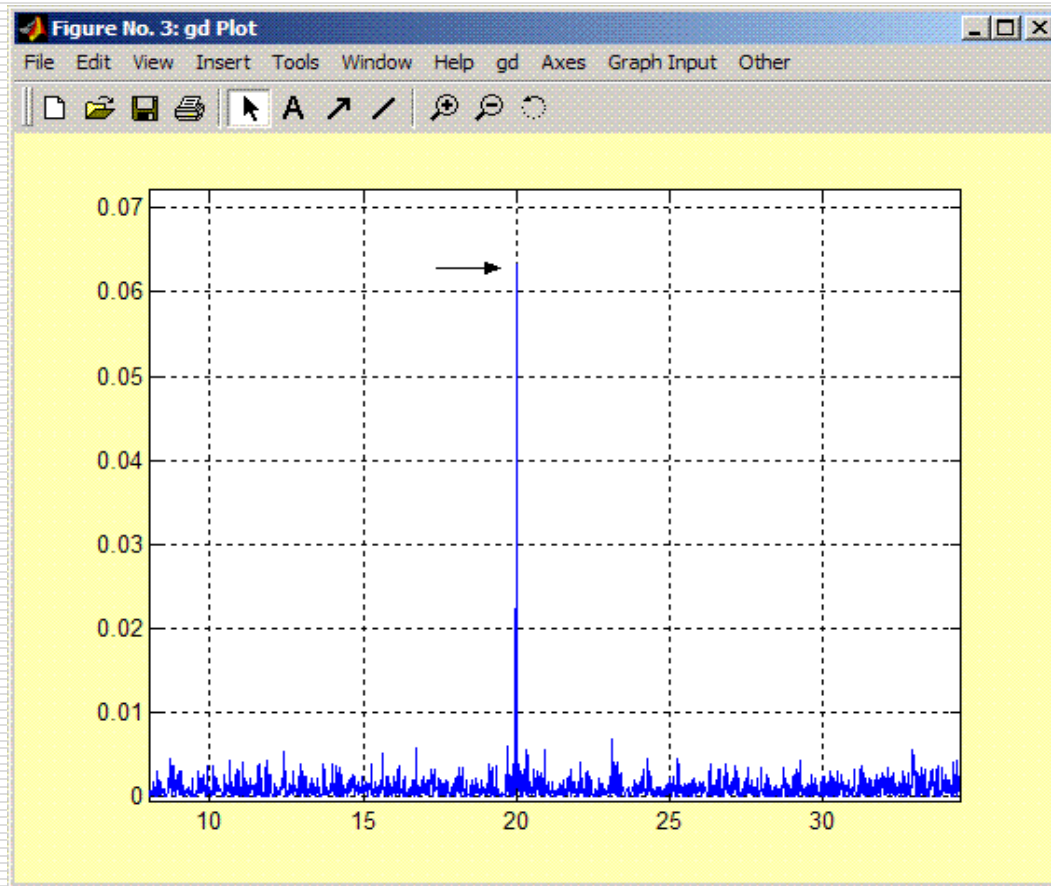 Figure No. 3: gd Plot
File Edit View Insert Tools Window Help gd Axes Graph Input Other
A
0.07
0.06
0.05
0.04
0.03
0.02
0.01
0
10 15 20 25 30